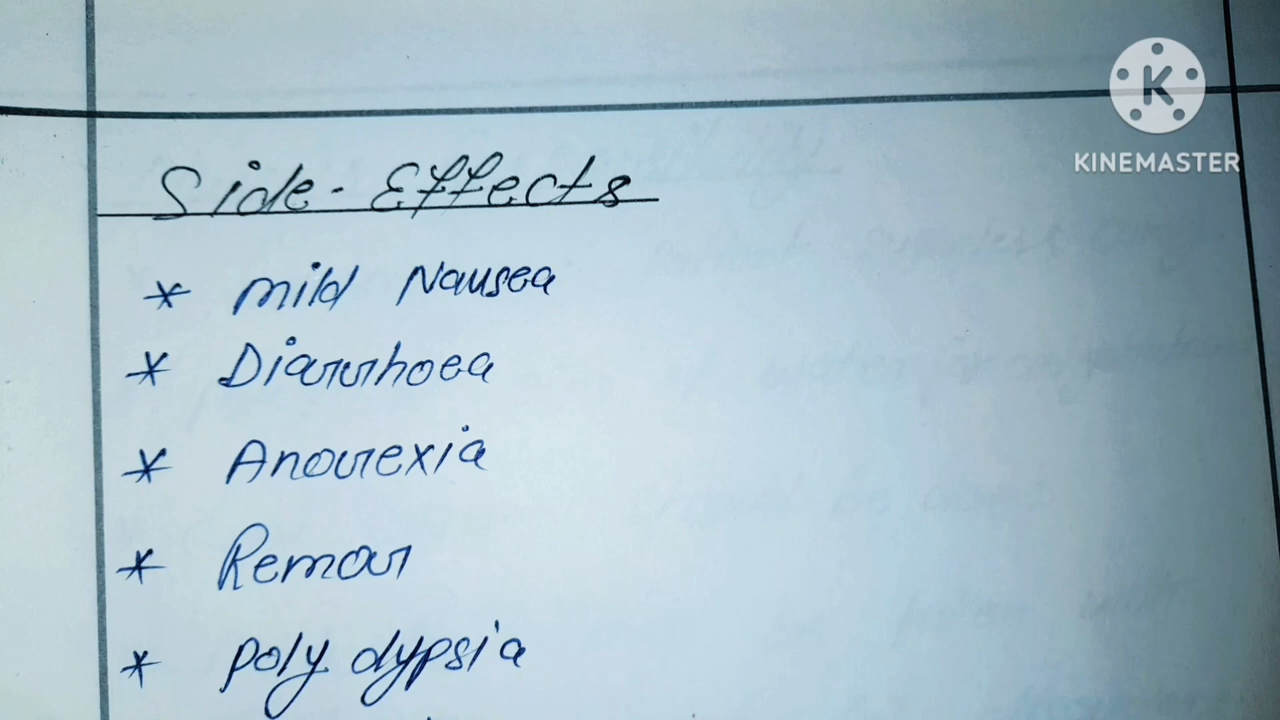 KINEMASTER
Side-Effects
* mild Nausea
* Diarrhoea
* Anorexia
* Remor
* Poly dypsia